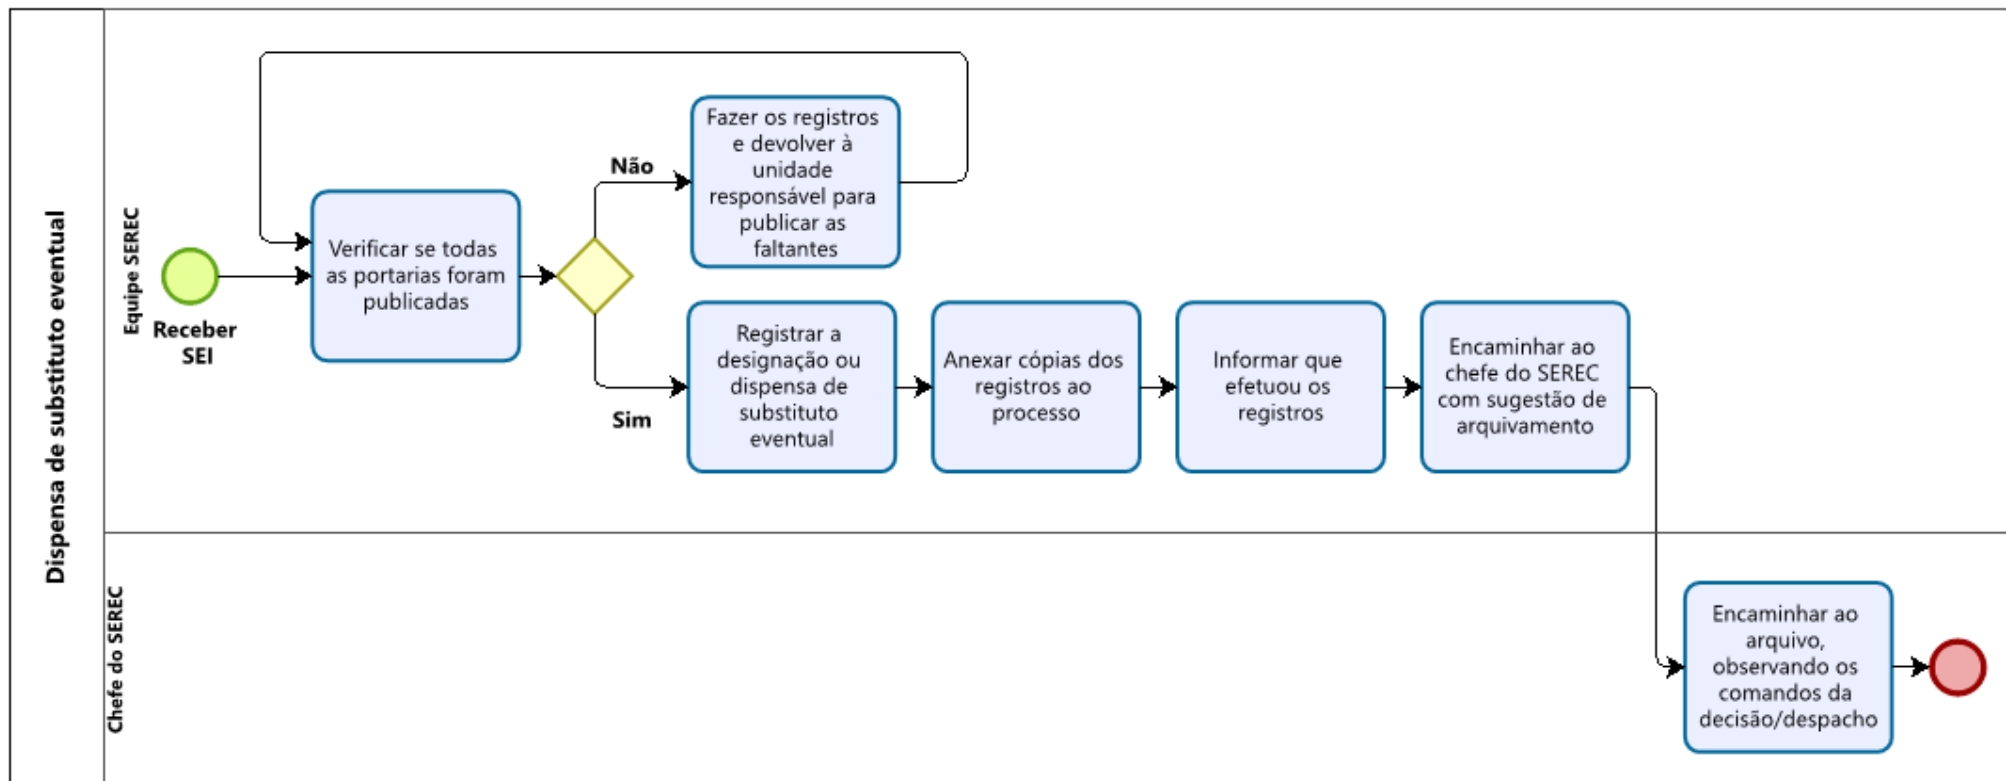 Dispensa de substituto eventual
Equipe SEREC
Receber
SEI
Verificar se todas
as portarias foram
publicadas
Não
Fazer os registros
e devolver à
unidade
responsável para
publicar as
faltantes
Sim
Registrar a
designação ou
dispensa de
substituto
eventual
Anexar cópias dos
registros ao
processo
Informar que
efetuou os
registros
Encaminhar ao
chefe do SEREC
com sugestão de
arquivamento
Chefe do SEREC
Encaminhar ao
arquivo,
observando os
comandos da
decisão/despacho